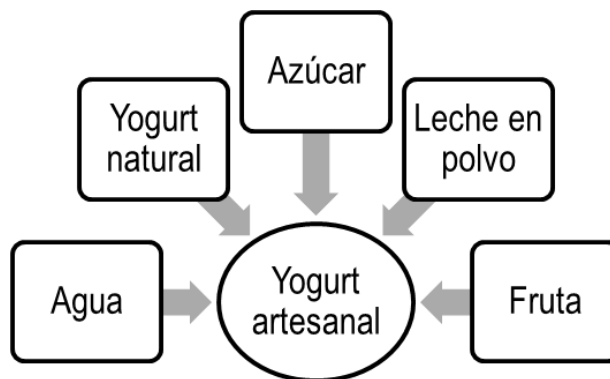 Azúcar
Yogurt
natural
Leche en
polvo
Agua
Yogurt
artesanal
Fruta